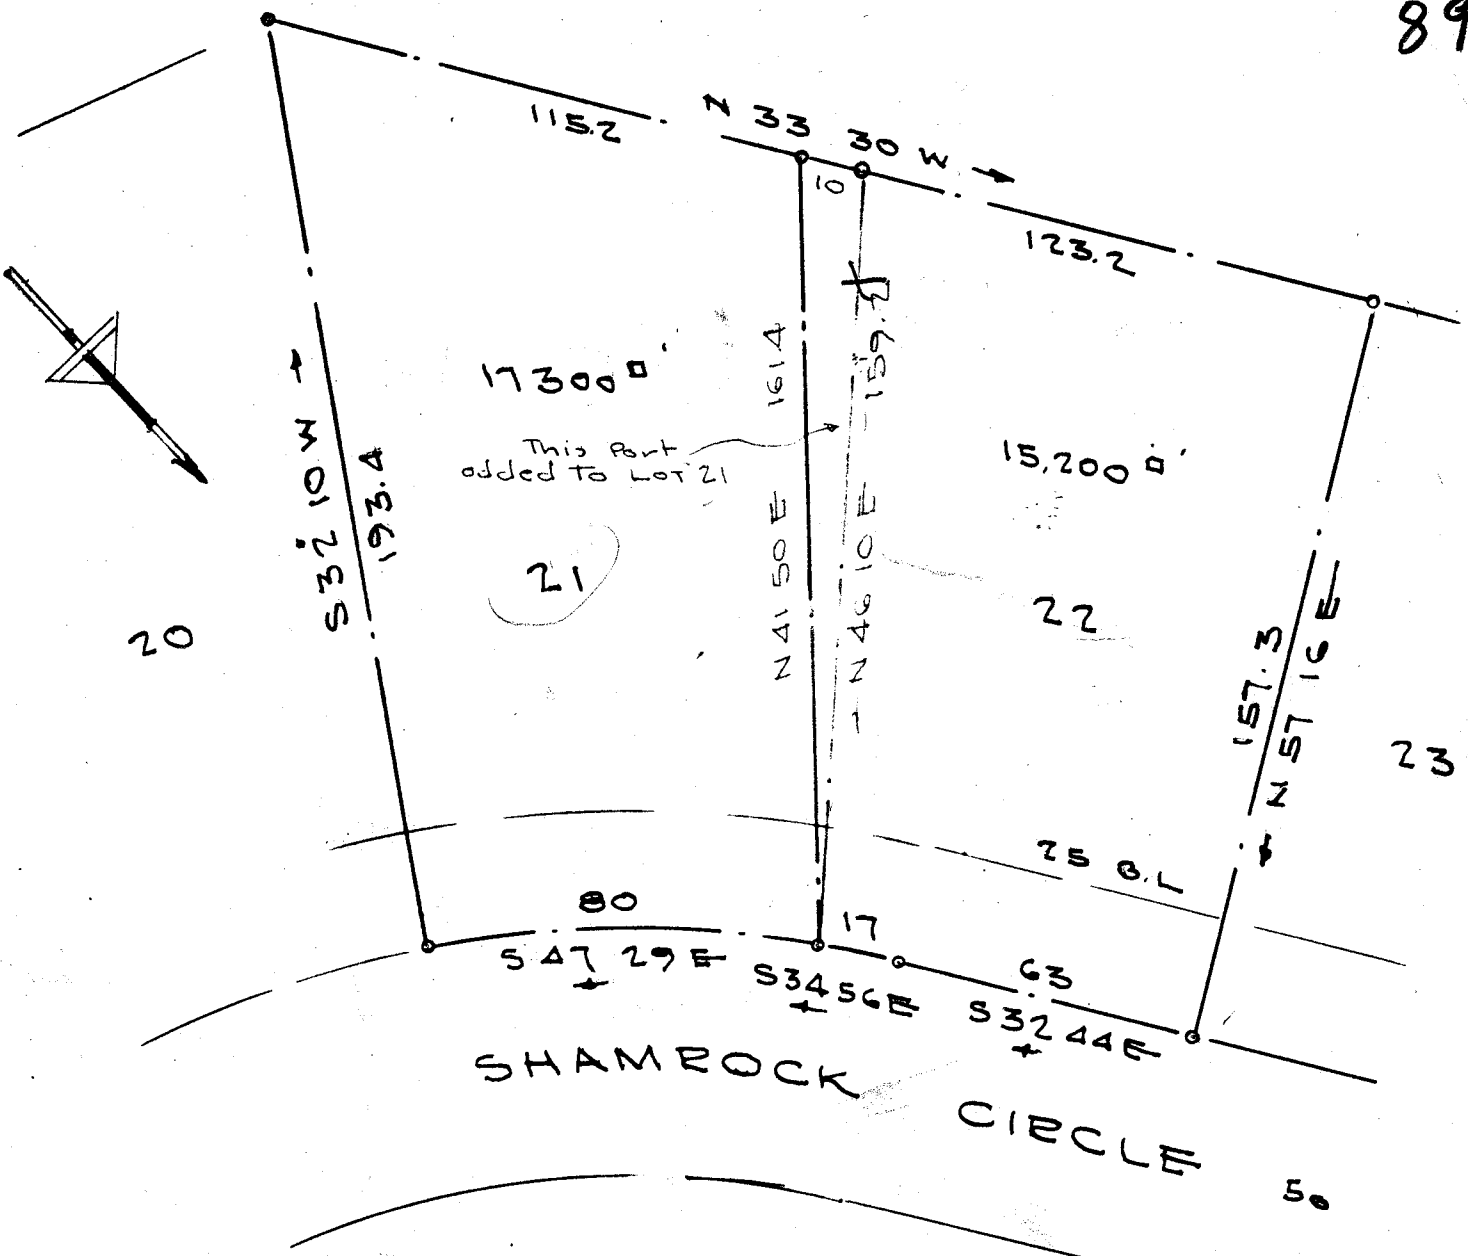 89
115.2
N 33 30 W
10
123.2
17300 □'
161.4
This Part
added To LOT 21
15,200 □'
S 32 10 W
193.4
N 41 50 E
N 46 10 E
21
20
22
157.3
N 57 16 E
23
25 B.L
80
17
S 47 29 E
63
S 34 56 E
S 32 44 E
SHAMROCK
CIRCLE
50